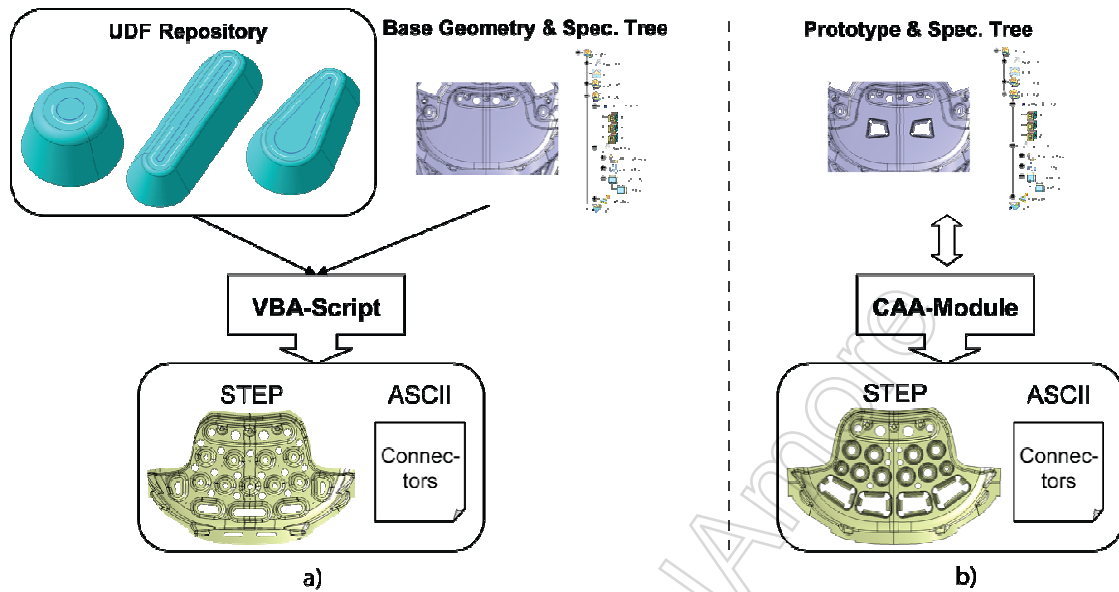 UDF Repository
Base Geometry & Spec. Tree
Prototype & Spec. Tree
VBA-Script
CAA-Module
STEP
ASCII
Connec-
tors
STEP
ASCII
Connec-
tors
a)
b)